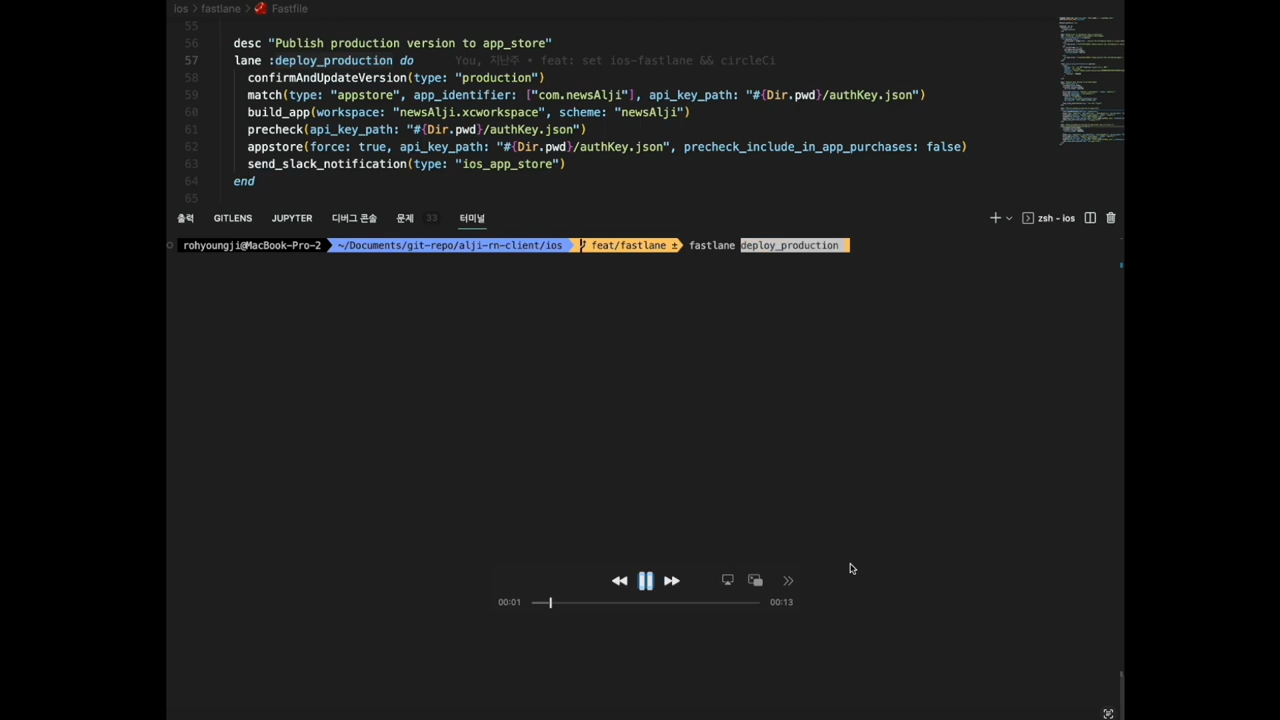 ios > fastlane > Fastfile
55
56 desc "Publish production version to app_store"
57 lane :deploy_production do You, 지난주 • feat: set ios-fastlane && circleCi
58 confirmAndUpdateVersion(type: "production")
59 match(type: "appstore", app_identifier: ["com.newsAlji"], api_key_path: "#{Dir.pwd}/authKey.json")
60 build_app(workspace: "newsAlji.xcworkspace", scheme: "newsAlji")
61 precheck(api_key_path: "#{Dir.pwd}/authKey.json")
62 appstore(force: true, api_key_path: "#{Dir.pwd}/authKey.json", precheck_include_in_app_purchases: false)
63 send_slack_notification(type: "ios_app_store")
64 end
65
출력 GITLENS JUPYTER 디버그 콘솔 문제 33 터미널 zsh - ios
rohyoungji@MacBook-Pro-2 ~/Documents/git-repo/alji-rn-client/ios feat/fastlane ± fastlane deploy_production
00:01 00:13